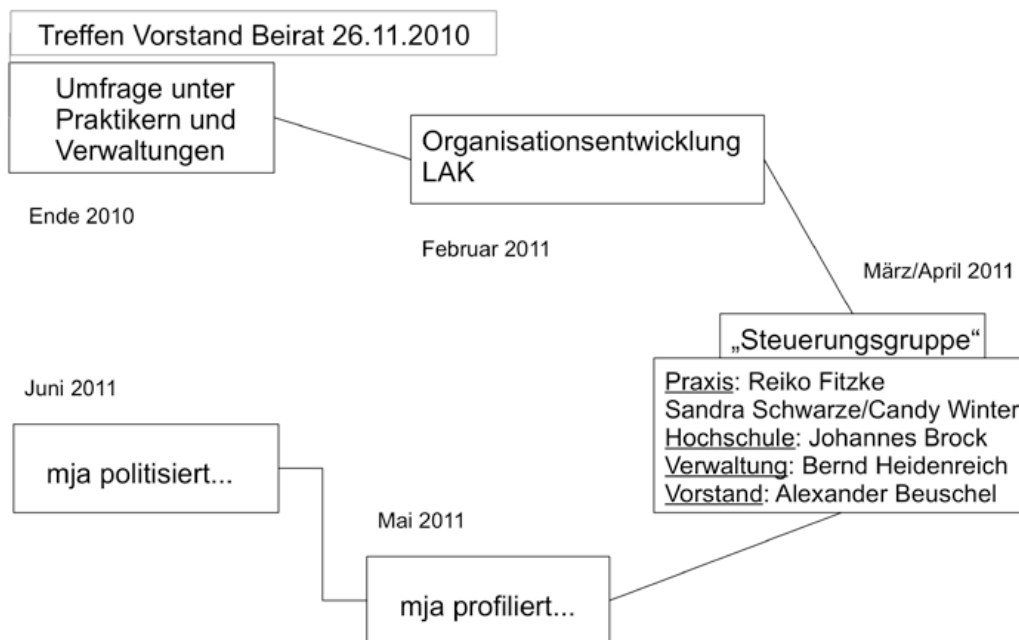 Treffen Vorstand Beirat 26.11.2010
Umfrage unter
Praktikern und
Verwaltungen
Ende 2010
Organisationsentwicklung
LAK
Februar 2011
März/April 2011
„Steuerungsgruppe“
Praxis: Reiko Fitzke
Sandra Schwarze/Candy Winter
Hochschule: Johannes Brock
Verwaltung: Bernd Heidenreich
Vorstand: Alexander Beuschel
Mai 2011
mja profiliert...
Juni 2011
mja politisiert...